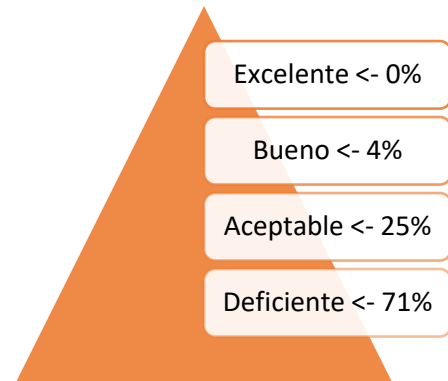 Excelente <- 0%
Bueno <- 4%
Aceptable <- 25%
Deficiente <- 71%